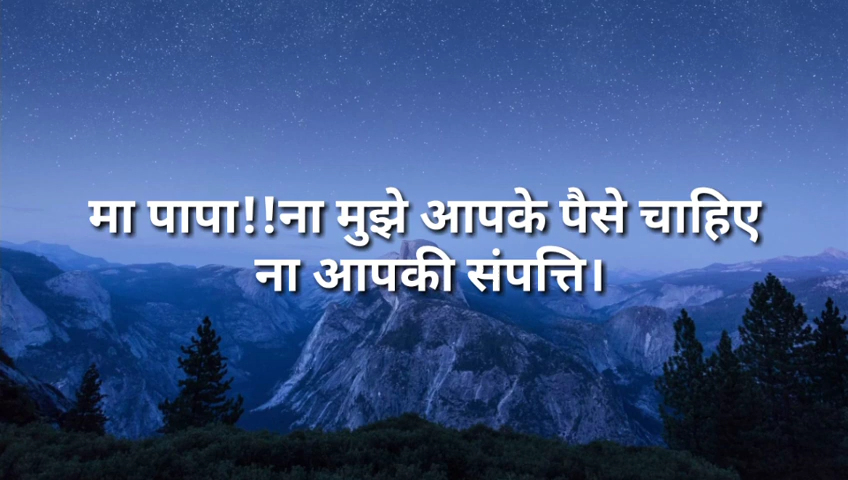 मा पापा!!ना मुझे आपके पैसे चाहिए
ना आपकी संपत्ति।